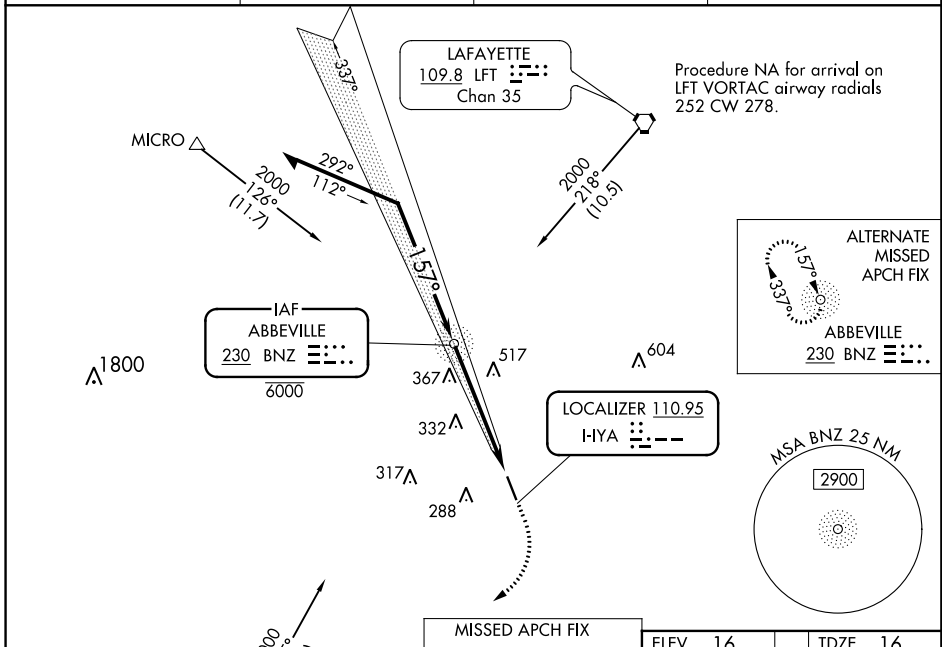 LAFAYETTE
109.8 LFT
Chan 35
Procedure NA for arrival on
LFT VORTAC airway radials
252 CW 278.
337°
MICRO
2000
126°
(11.7)
292°
112°
2000
218°
(10.5)
157°
ALTERNATE
MISSED
APCH FIX
157°
337°
ABBEVILLE
230 BNZ
IAF
ABBEVILLE
230 BNZ
6000
1800
517
604
367
332
317
288
LOCALIZER 110.95
I-IYA
MSA BNZ 25 NM
2900
MISSED APCH FIX
ELEV 16
TDZE 16